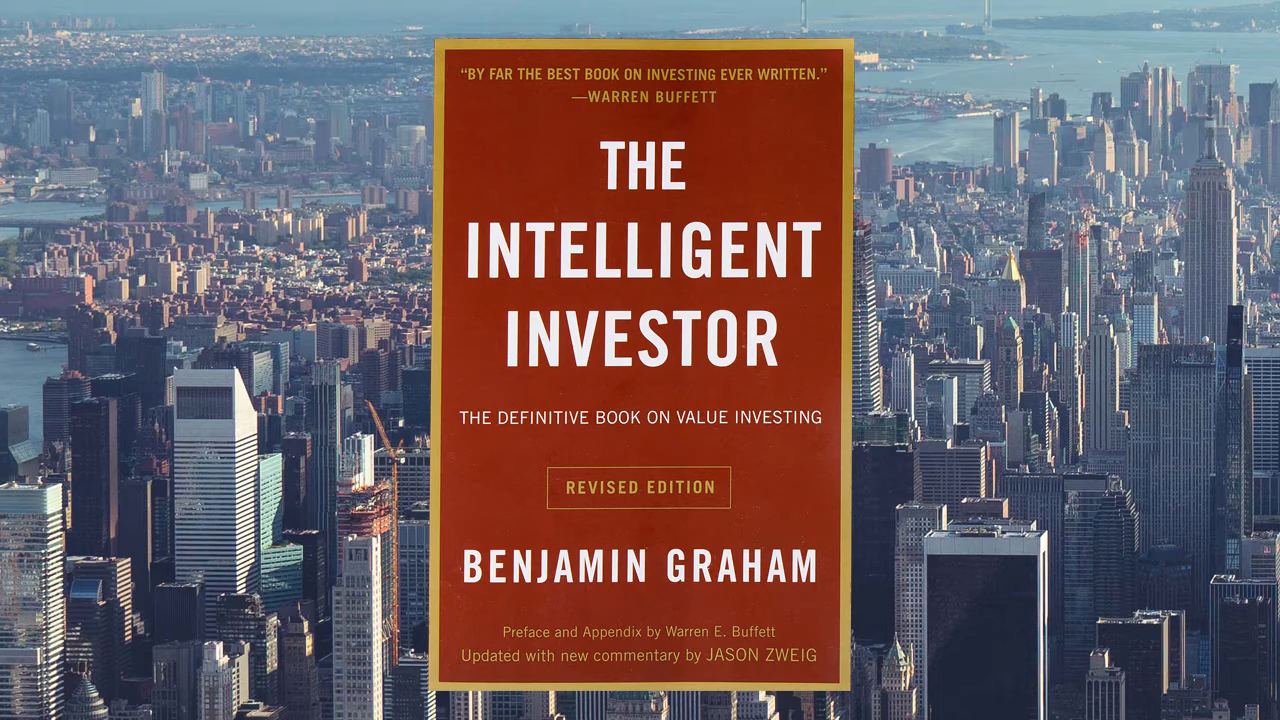 “BY FAR THE BEST BOOK ON INVESTING EVER WRITTEN.”
—WARREN BUFFETT
THE
INTELLIGENT
INVESTOR
THE DEFINITIVE BOOK ON VALUE INVESTING
REVISED EDITION
BENJAMIN GRAHAM
Preface and Appendix by Warren E. Buffett
Updated with new commentary by JASON ZWEIG